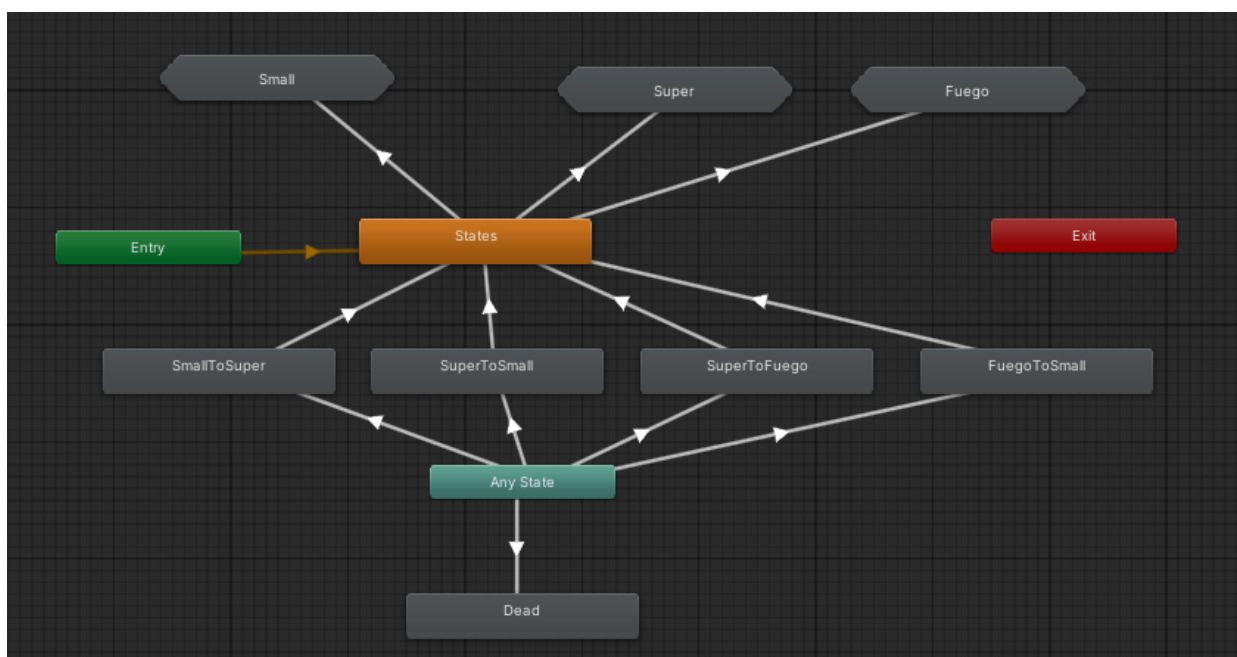 Small
Super
Fuego
Entry
States
Exit
SmallToSuper
SuperToSmall
SuperToFuego
FuegoToSmall
Any State
Dead